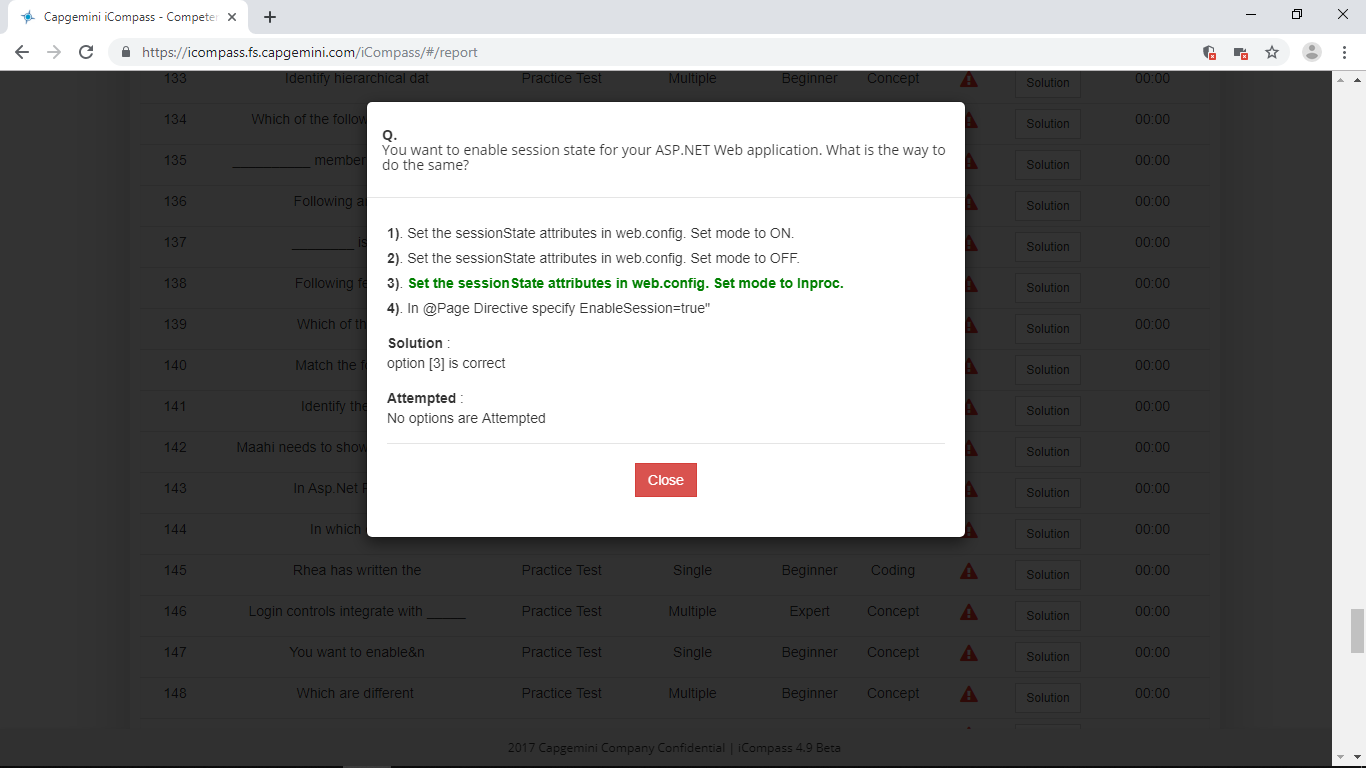 Capgemini iCompass - Competer
https://icompass.fs.capgemini.com/iCompass/#/report
133 Identify hierarchical dat Practice Test Multiple Beginner Concept Solution 00:00
134 Which of the follow Solution 00:00
135 ___________ member Solution 00:00
136 Following a Solution 00:00
137 _________ is Solution 00:00
138 Following fe Solution 00:00
139 Which of th Solution 00:00
140 Match the f Solution 00:00
141 Identify the Solution 00:00
142 Maahi needs to show Solution 00:00
143 In Asp.Net P Solution 00:00
144 In which Solution 00:00
145 Rhea has written the Practice Test Single Beginner Coding Solution 00:00
146 Login controls integrate with _____ Practice Test Multiple Expert Concept Solution 00:00
147 You want to enable&n Practice Test Single Beginner Concept Solution 00:00
148 Which are different Practice Test Multiple Beginner Concept Solution 00:00
Q.
You want to enable session state for your ASP.NET Web application. What is the way to
do the same?
1). Set the sessionState attributes in web.config. Set mode to ON.
2). Set the sessionState attributes in web.config. Set mode to OFF.
3). Set the sessionState attributes in web.config. Set mode to Inproc.
4). In @Page Directive specify EnableSession=true"
Solution :
option [3] is correct
Attempted :
No options are Attempted
Close
2017 Capgemini Company Confidential | iCompass 4.9 Beta